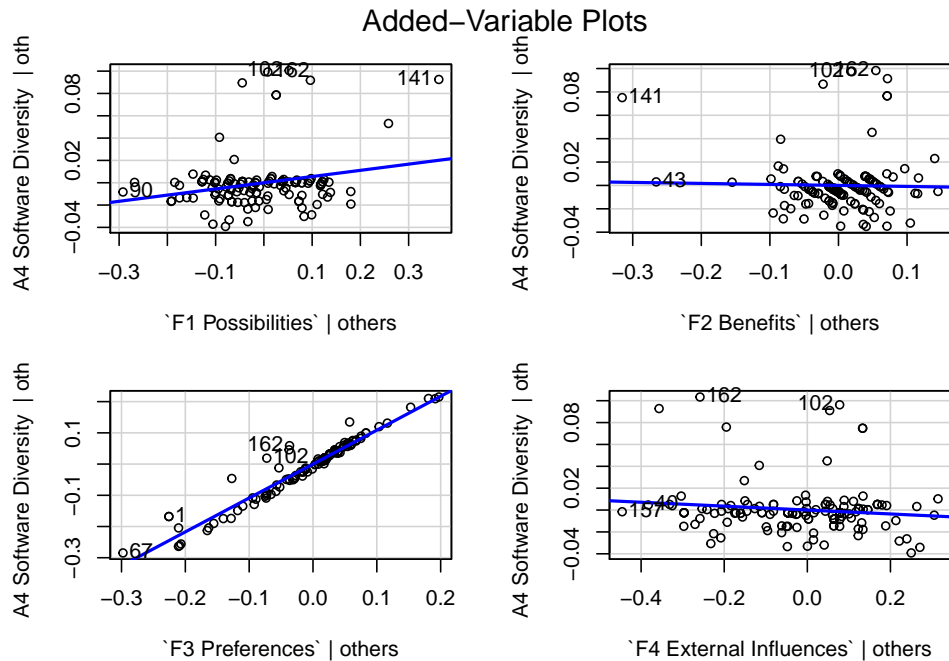 Added−Variable Plots
A4 Software Diversity | oth
−0.04 0.02 0.08
102 162
141
90
−0.3 −0.1 0.1 0.3
`F1 Possibilities` | others
A4 Software Diversity | oth
−0.04 0.02 0.08
162
141
43
−0.3 −0.2 −0.1 0.0 0.1
`F2 Benefits` | others
A4 Software Diversity | oth
−0.3 −0.1 0.1
162
102
1
67
−0.3 −0.2 −0.1 0.0 0.1 0.2
`F3 Preferences` | others
A4 Software Diversity | oth
−0.04 0.02 0.08
162
102
157
−0.4 −0.2 0.0 0.2
`F4 External Influences` | others